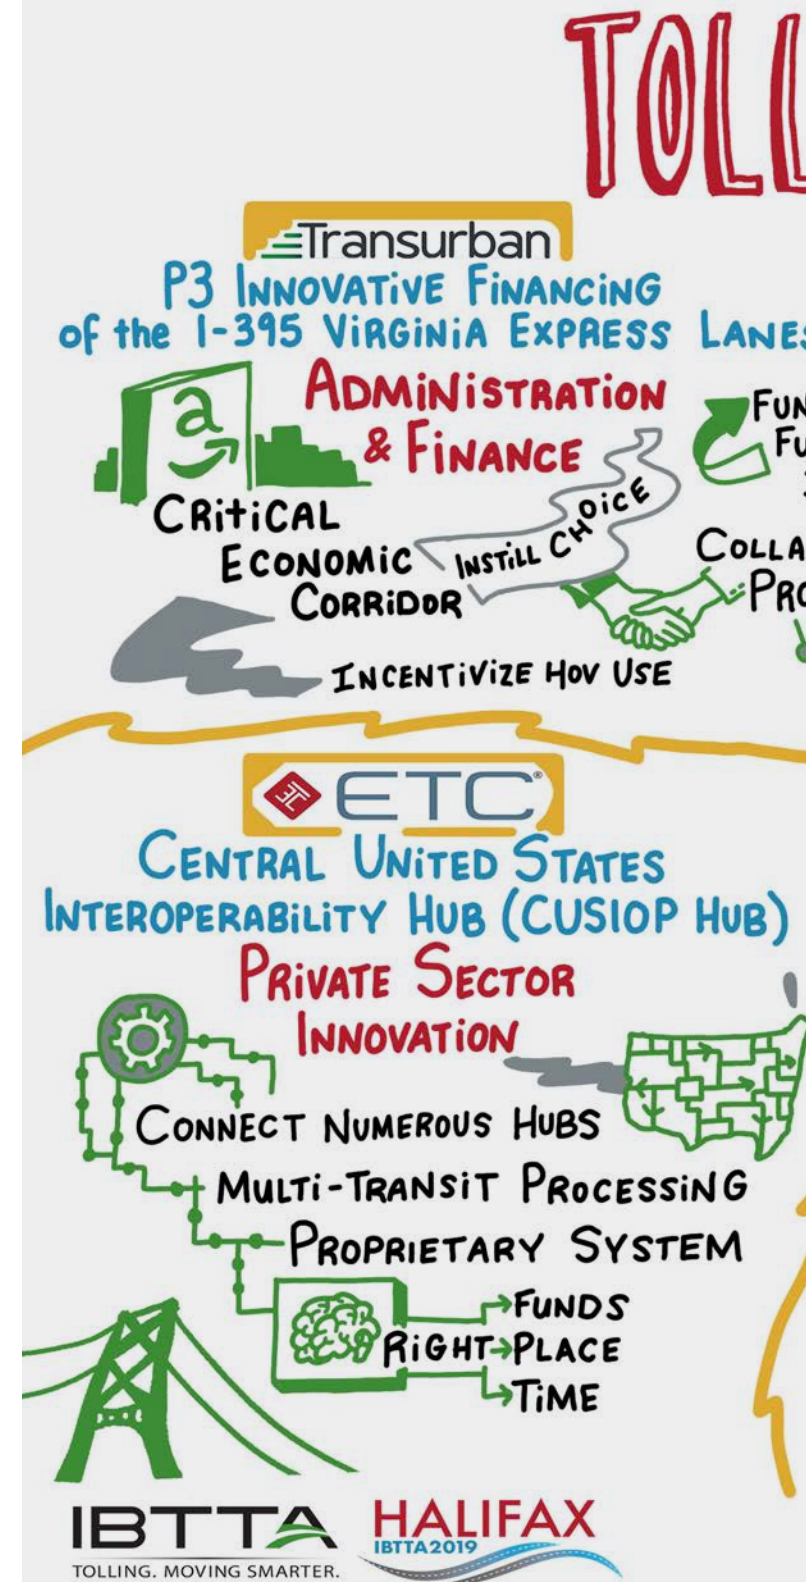 TOLL
Transurban
P3 INNOVATIVE FINANCING
of the I-395 VIRGINIA EXPRESS LANES
ADMINISTRATION
& FINANCE
a
CRITICAL
ECONOMIC
CORRIDOR
INSTILL CHOICE
INCENTIVIZE HOV USE
ETC®
CENTRAL UNITED STATES
INTEROPERABILITY HUB (CUSIOP HUB)
PRIVATE SECTOR
INNOVATION
CONNECT NUMEROUS HUBS
MULTI-TRANSIT PROCESSING
PROPRIETARY SYSTEM
FUNDS
RIGHT PLACE
TIME
IBTTA
TOLLING. MOVING SMARTER.
HALIFAX
IBTTA2019